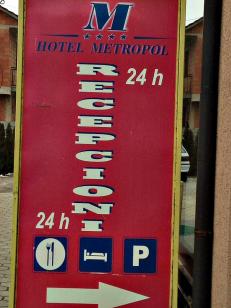 M
HOTEL METROPOL
RECEPCIONI
24 h
24 h
P